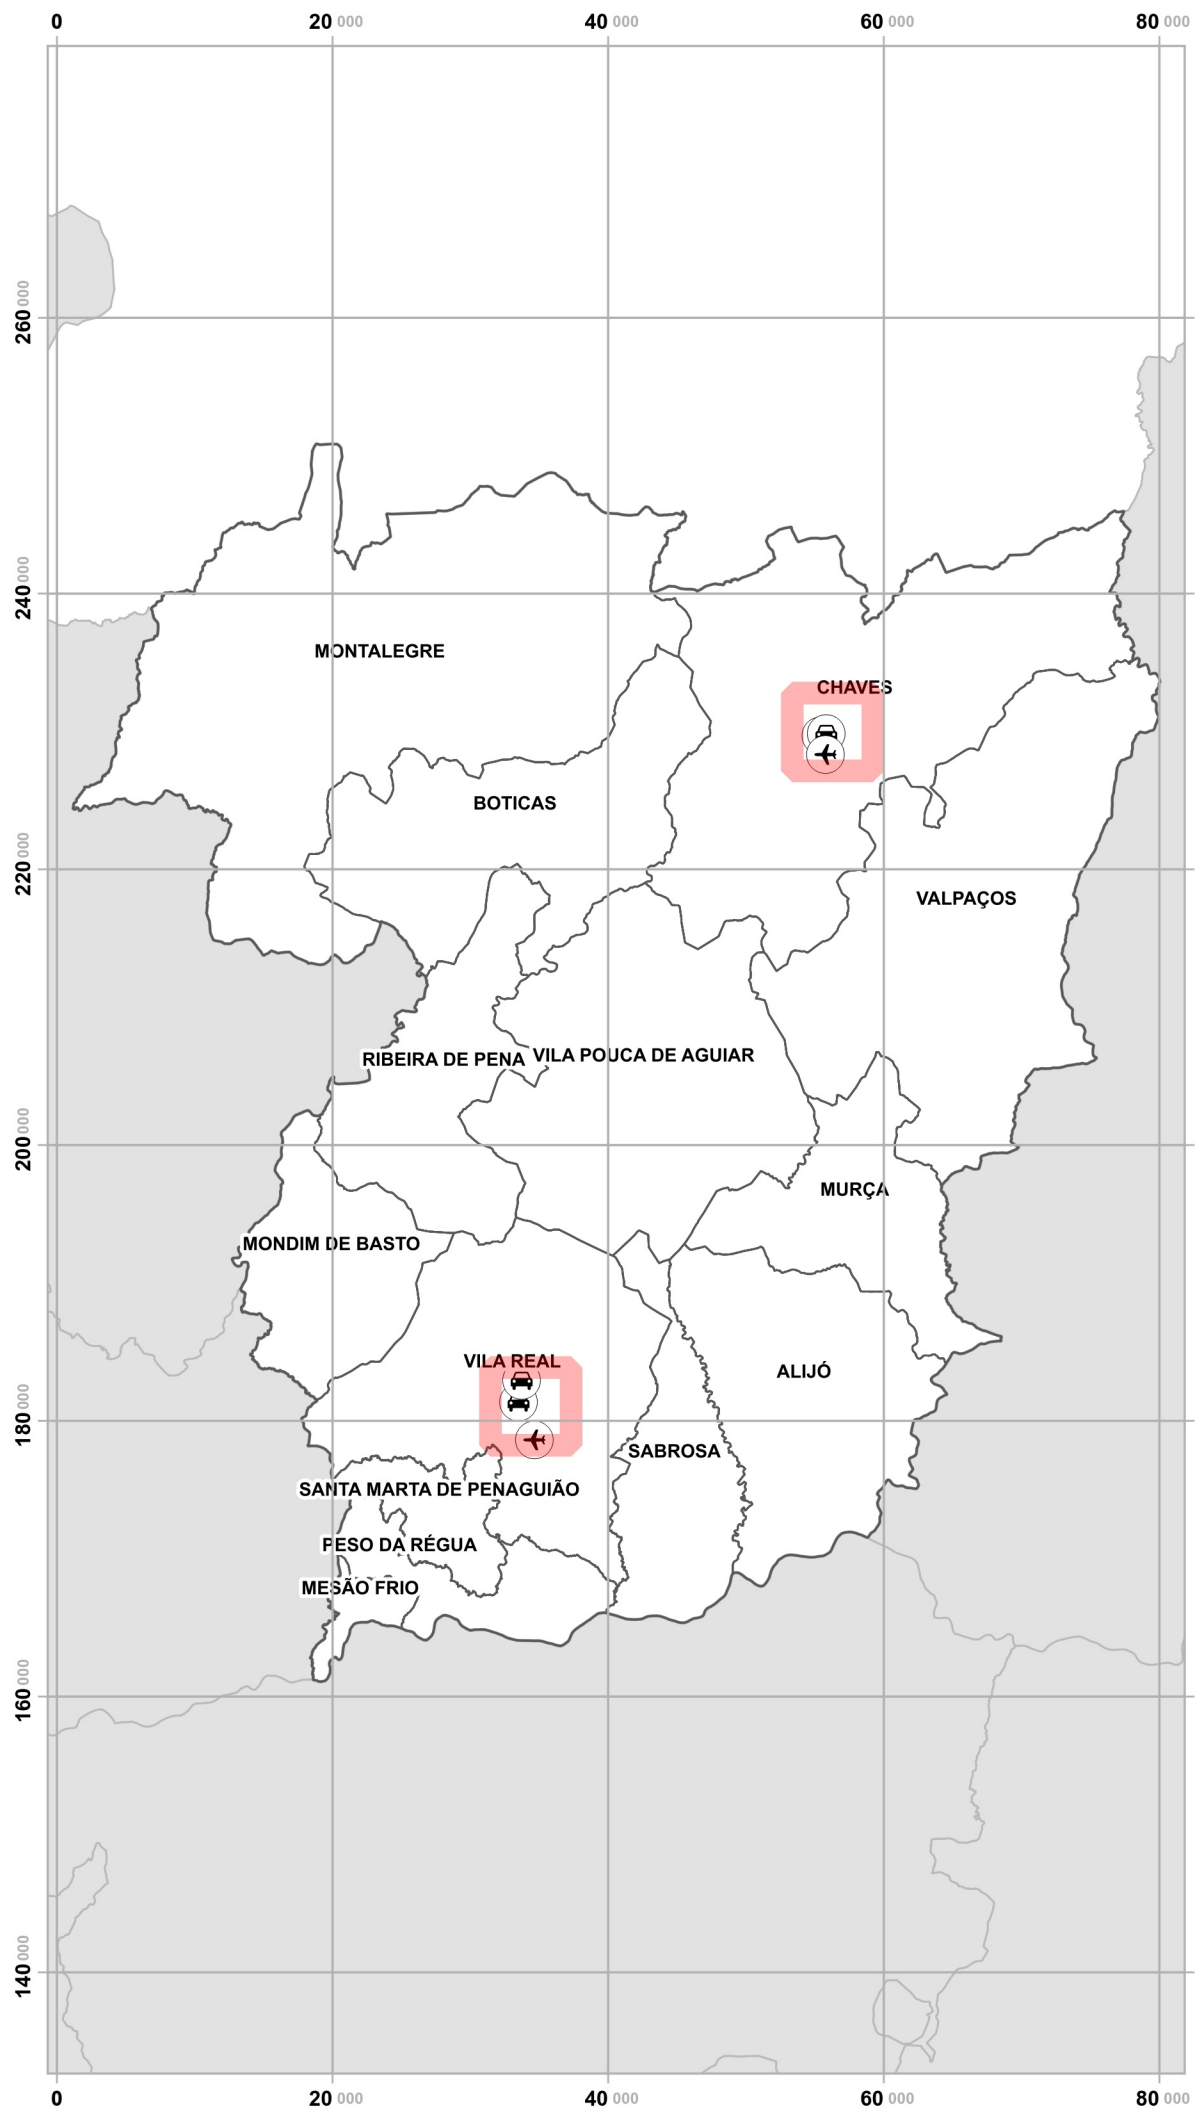 0 20 000 40 000 60 000 80 000
260 000
240 000
MONTALEGRE
CHAVES
BOTICAS
220 000
VALPAÇOS
RIBEIRA DE PENA VILA POUCA DE AGUIAR
200 000
MURÇA
MONDIM DE BASTO
VILA REAL
ALIJÓ
180 000
SABROSA
SANTA MARTA DE PENAGUIÃO
PESO DA RÉGUA
MESÃO FRIO
160 000
140 000
0 20 000 40 000 60 000 80 000